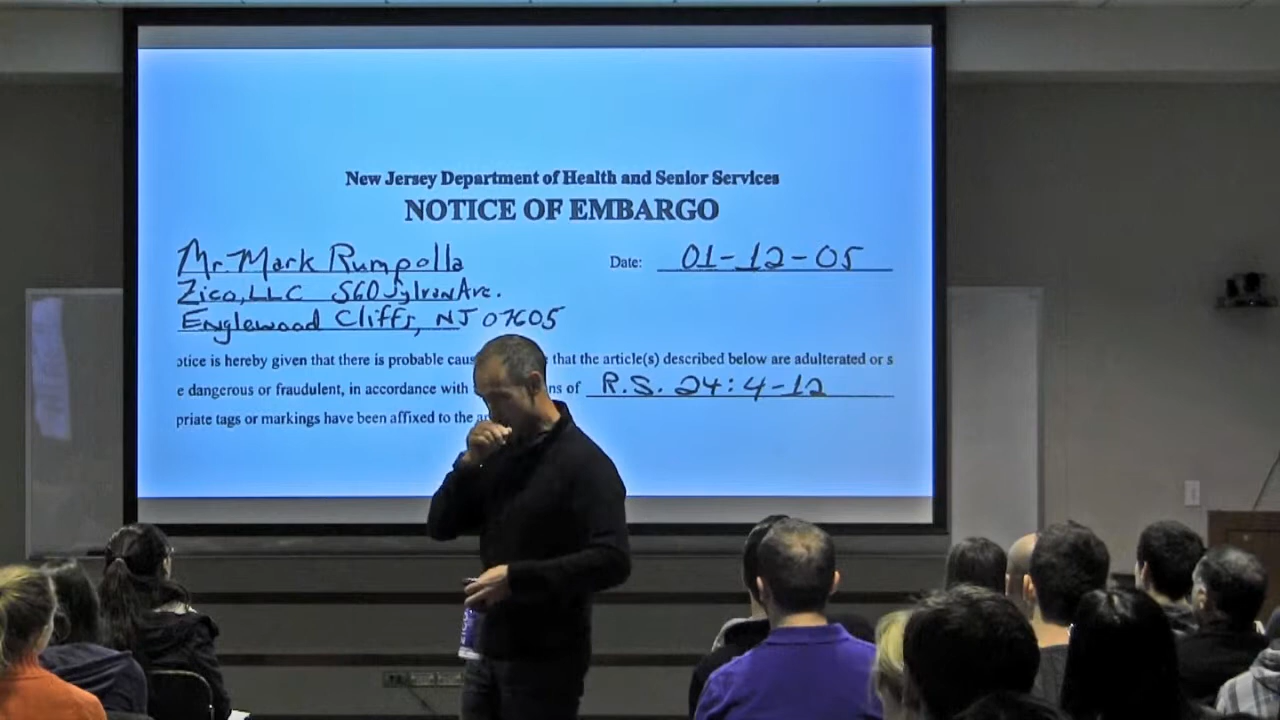 New Jersey Department of Health and Senior Services
NOTICE OF EMBARGO
Mr. Mark Rumpolla Date: 01-12-05
Zico, LLC 560 Sylvan Ave.
Englewood Cliffs, NJ 07605
otice is hereby given that there is probable cau that the article(s) described below are adulterated or s
e dangerous or fraudulent, in accordance with ns of R.S. 24:4-12
priate tags or markings have been affixed to the